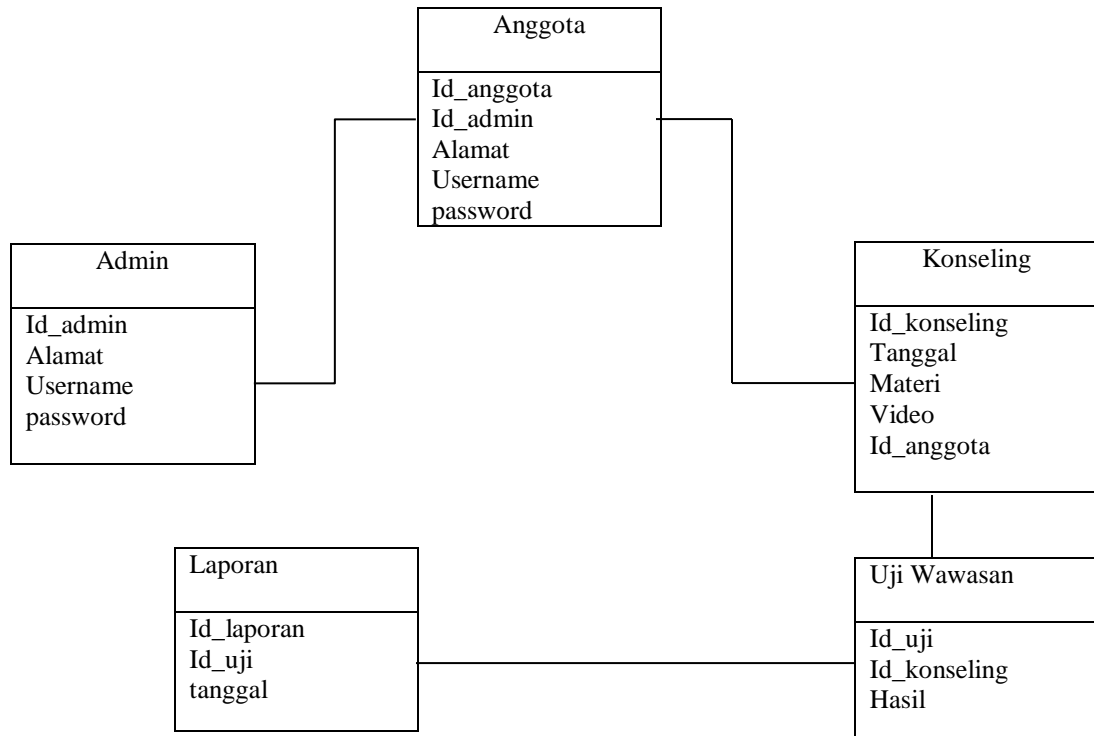 Anggota
Id_anggota
Id_admin
Alamat
Username
password
Admin
Id_admin
Alamat
Username
password
Konseling
Id_konseling
Tanggal
Materi
Video
Id_anggota
Laporan
Id_laporan
Id_uji
tanggal
Uji Wawasan
Id_uji
Id_konseling
Hasil